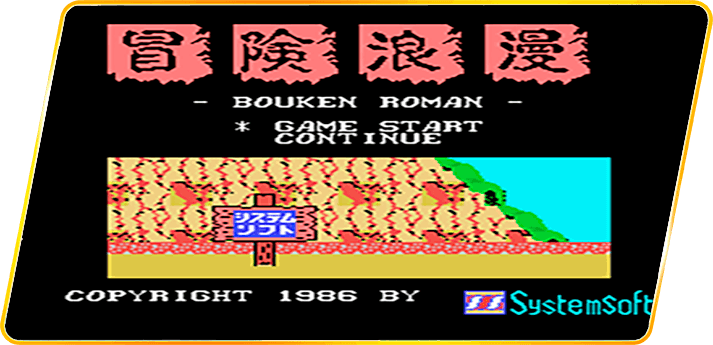 冒険浪漫
- BOUKEN ROMAN -
* GAME START
CONTINUE
システム
ソフト
COPYRIGHT 1986 BY SystemSoft